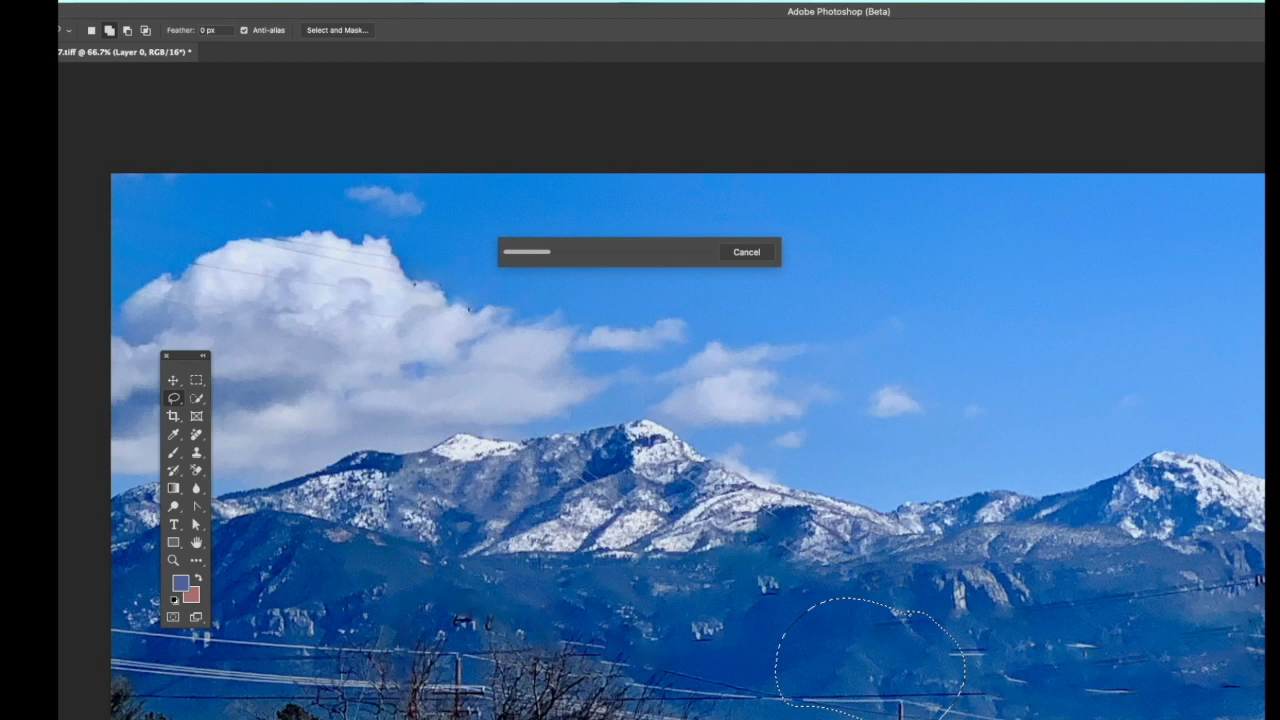 Adobe Photoshop (Beta)
Feather: 0 px Anti-alias Select and Mask...
7.tiff @ 66.7% (Layer 0, RGB/16*) *
Cancel